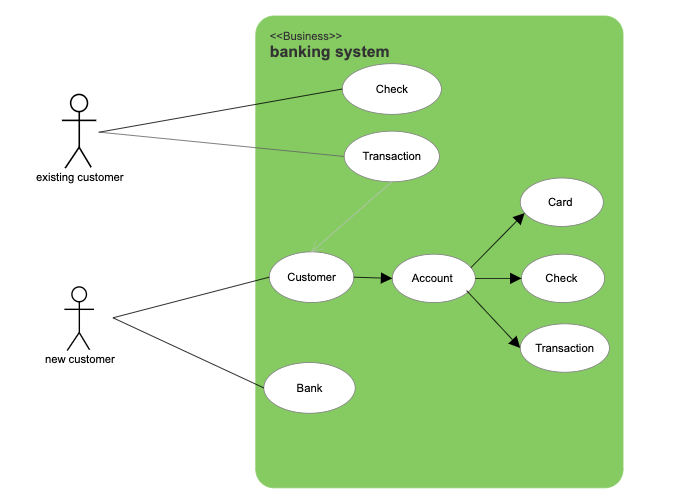 <<Business>>
banking system
Check
Transaction
existing customer
Card
Customer
Account
Check
Transaction
new customer
Bank